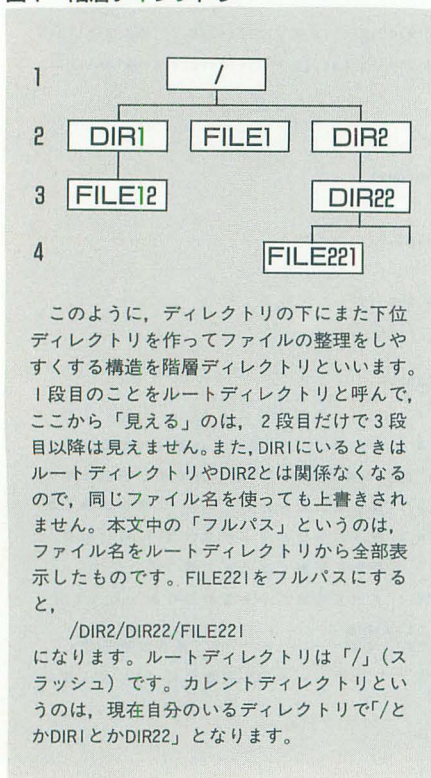 1 /
2 DIR1 FILE1 DIR2
3 FILE12 DIR22
4 FILE221
このように，ディレクトリの下にまた下位
ディレクトリを作ってファイルの整理をしや
すくする構造を階層ディレクトリといいます。
1段目のことをルートディレクトリと呼んで，
ここから「見える」のは，2段目だけで3段
目以降は見えません。また，DIR1にいるときは
ルートディレクトリやDIR2とは関係なくなる
ので，同じファイル名を使っても上書きされ
ません。本文中の「フルパス」というのは，
ファイル名をルートディレクトリから全部表
示したものです。FILE221をフルパスにする
と，
/DIR2/DIR22/FILE221
になります。ルートディレクトリは「/」（ス
ラッシュ）です。カレントディレクトリとい
うのは，現在自分のいるディレクトリで「/と
かDIR1とかDIR22」となります。